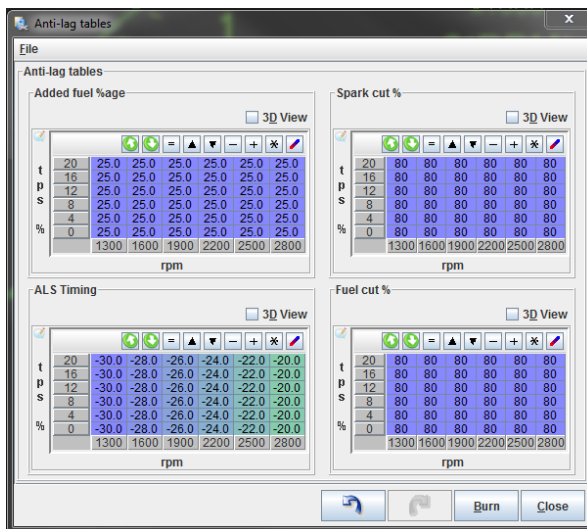 Anti-lag tables
File
Anti-lag tables
Added fuel %age
3D View
= - + *
tps %
20 25.0 25.0 25.0 25.0 25.0 25.0
16 25.0 25.0 25.0 25.0 25.0 25.0
12 25.0 25.0 25.0 25.0 25.0 25.0
8 25.0 25.0 25.0 25.0 25.0 25.0
4 25.0 25.0 25.0 25.0 25.0 25.0
0 25.0 25.0 25.0 25.0 25.0 25.0
1300 1600 1900 2200 2500 2800
rpm
Spark cut %
3D View
= - + *
tps %
20 80 80 80 80 80 80
16 80 80 80 80 80 80
12 80 80 80 80 80 80
8 80 80 80 80 80 80
4 80 80 80 80 80 80
0 80 80 80 80 80 80
1300 1600 1900 2200 2500 2800
rpm
ALS Timing
3D View
= - + *
tps %
20 -30.0 -28.0 -26.0 -24.0 -22.0 -20.0
16 -30.0 -28.0 -26.0 -24.0 -22.0 -20.0
12 -30.0 -28.0 -26.0 -24.0 -22.0 -20.0
8 -30.0 -28.0 -26.0 -24.0 -22.0 -20.0
4 -30.0 -28.0 -26.0 -24.0 -22.0 -20.0
0 -30.0 -28.0 -26.0 -24.0 -22.0 -20.0
1300 1600 1900 2200 2500 2800
rpm
Fuel cut %
3D View
= - + *
tps %
20 80 80 80 80 80 80
16 80 80 80 80 80 80
12 80 80 80 80 80 80
8 80 80 80 80 80 80
4 80 80 80 80 80 80
0 80 80 80 80 80 80
1300 1600 1900 2200 2500 2800
rpm
Burn
Close